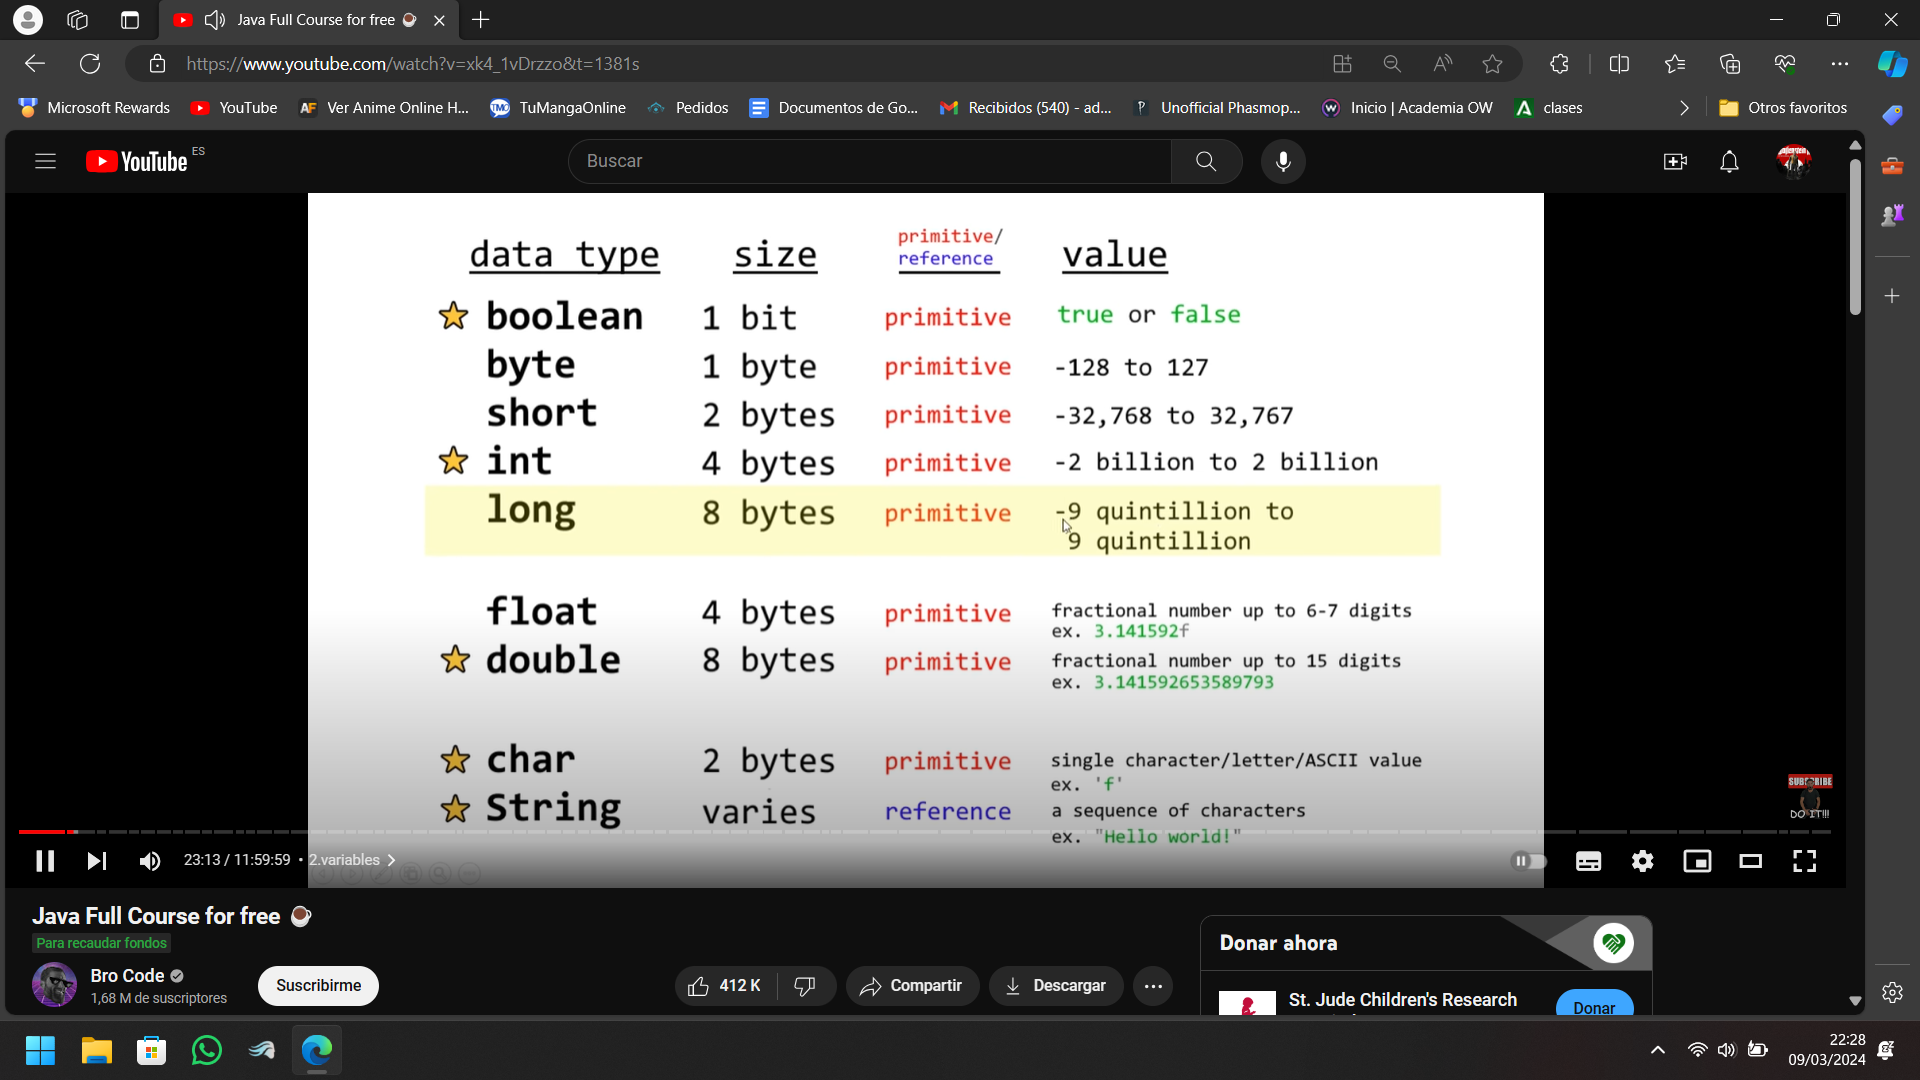 Java Full Course for free
https://www.youtube.com/watch?v=xk4_1vDrzzo&t=1381s
Microsoft Rewards YouTube Ver Anime Online H... TuMangaOnline Pedidos Documentos de Go... Recibidos (540) - ad... Unofficial Phasmop... Inicio | Academia OW clases Otros favoritos
YouTube ES Buscar
data type size primitive/ reference value
boolean 1 bit primitive true or false
byte 1 byte primitive -128 to 127
short 2 bytes primitive -32,768 to 32,767
int 4 bytes primitive -2 billion to 2 billion
long 8 bytes primitive -9 quintillion to
9 quintillion
float 4 bytes primitive fractional number up to 6-7 digits
ex. 3.141592f
double 8 bytes primitive fractional number up to 15 digits
ex. 3.141592653589793
char 2 bytes primitive single character/letter/ASCII value
ex. 'f'
String varies reference a sequence of characters
ex. "Hello world!"
SUBSCRIBE
DO IT!!!
23:13 / 11:59:59 • 2.variables
Java Full Course for free
Para recaudar fondos
Bro Code
1,68 M de suscriptores
Suscribirme
412 K
Compartir
Descargar
Donar ahora
St. Jude Children's Research
Donar
22:28
09/03/2024